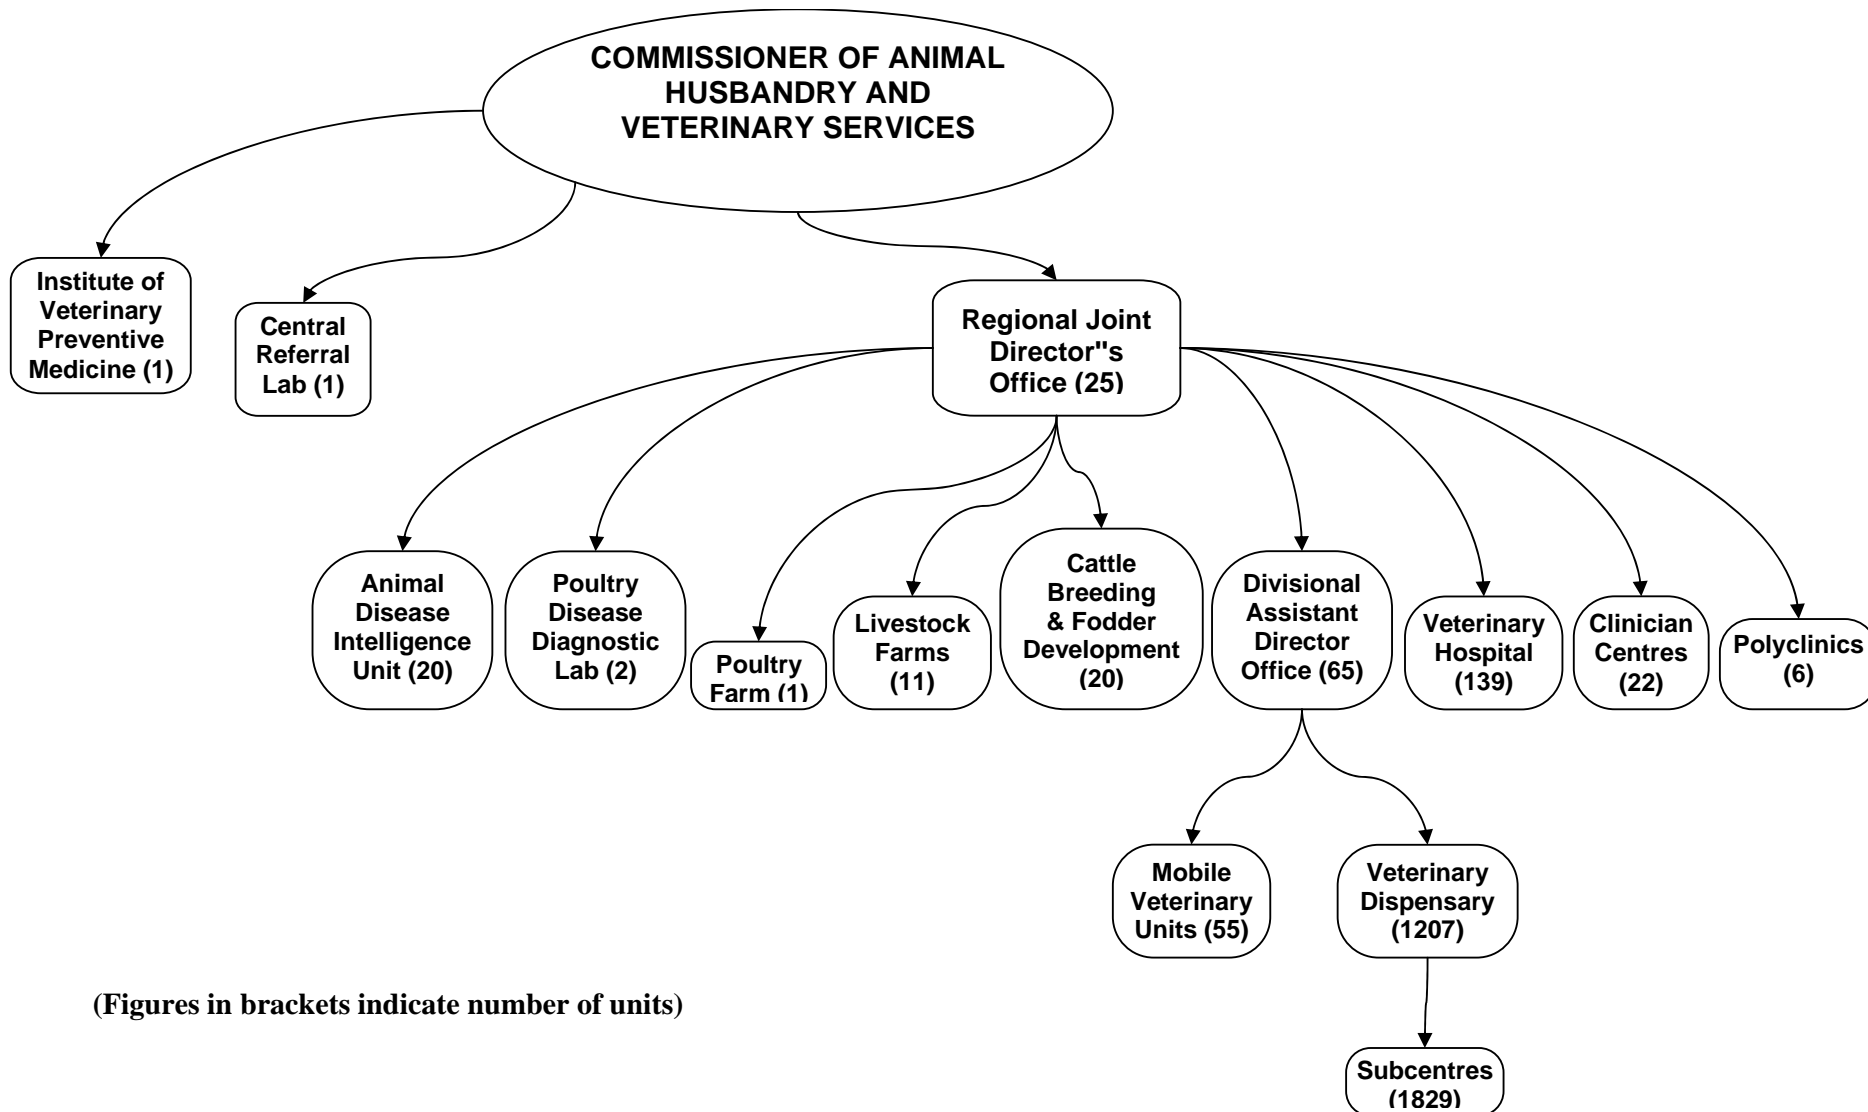 COMMISSIONER OF ANIMAL
HUSBANDRY AND
VETERINARY SERVICES
Institute of
Veterinary
Preventive
Medicine (1)
Central
Referral
Lab (1)
Regional Joint
Director"s
Office (25)
Animal
Disease
Intelligence
Unit (20)
Poultry
Disease
Diagnostic
Lab (2)
Poultry
Farm (1)
Livestock
Farms
(11)
Cattle
Breeding
& Fodder
Development
(20)
Divisional
Assistant
Director
Office (65)
Veterinary
Hospital
(139)
Clinician
Centres
(22)
Polyclinics
(6)
Mobile
Veterinary
Units (55)
Veterinary
Dispensary
(1207)
(Figures in brackets indicate number of units)
Subcentres
(1829)